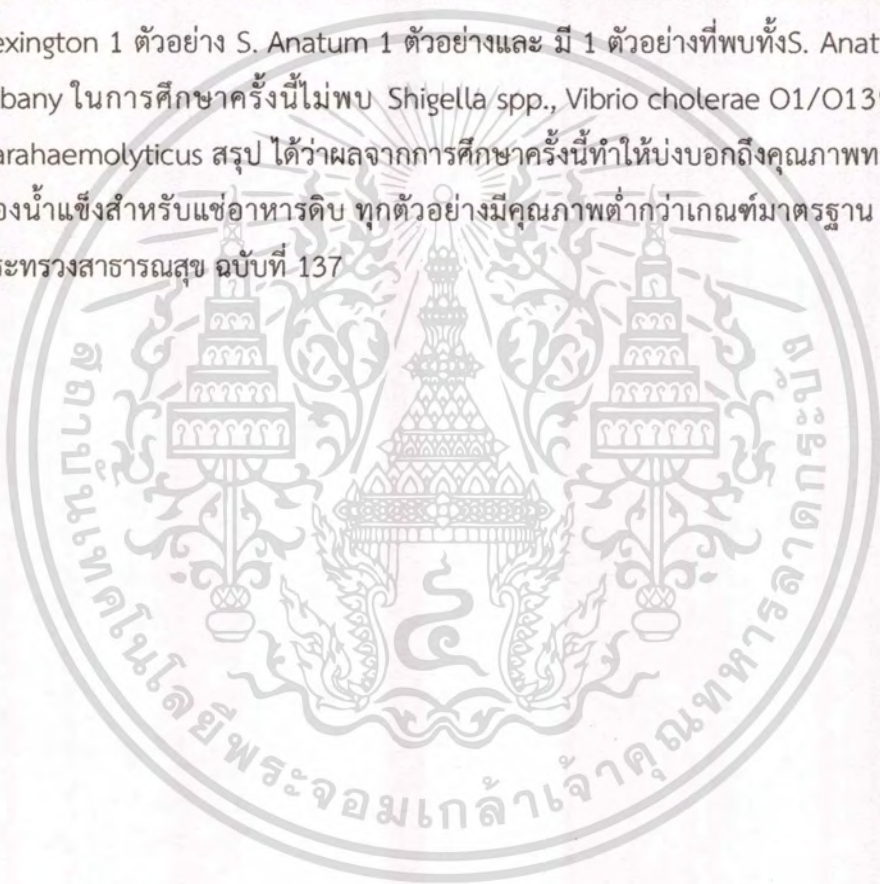 exington 1 ตัวอย่าง S. Anatum 1 ตัวอย่างและ มี 1 ตัวอย่างที่พบทั้งS. Anat
bany ในการศึกษาครั้งนี้ไม่พบ Shigella spp., Vibrio cholerae O1/O139
arahaemolyticus สรุป ได้ว่าผลจากการศึกษาครั้งนี้ทำให้บ่งบอกถึงคุณภาพท
องน้ำแข็งสำหรับแช่อาหารดิบ ทุกตัวอย่างมีคุณภาพต่ำกว่าเกณฑ์มาตรฐาน
ระทรวงสาธารณสุข ฉบับที่ 137
สถาบันเทคโนโลยีพระจอมเกล้าเจ้าคุณทหารลาดกระบัง